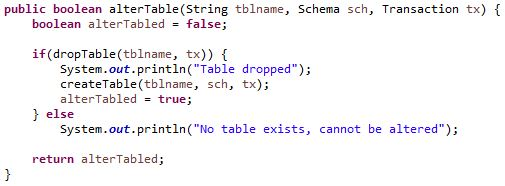 public boolean alterTable(String tblname, Schema sch, Transaction tx) {
    boolean alterTabled = false;

    if(dropTable(tblname, tx)) {
        System.out.println("Table dropped");
        createTable(tblname, sch, tx);
        alterTabled = true;
    } else
        System.out.println("No table exists, cannot be altered");

    return alterTabled;
}